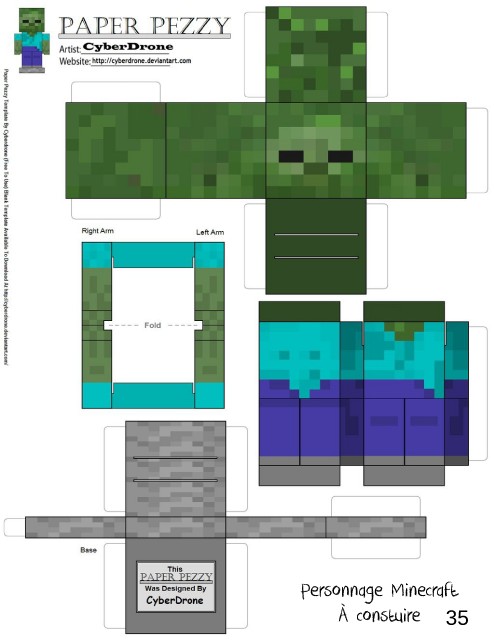 PAPER PEZZY
Artist: CyberDrone
Website: http://cyberdrone.deviantart.com
Paper Pezzy Template By Cyberdrone (Free To Use) Blank Template Available To Download At http://cyberdrone.deviantart.com/
Right Arm
Left Arm
Fold
Base
This
PAPER PEZZY
Was Designed By
CyberDrone
Personnage Minecraft
À constuire
35